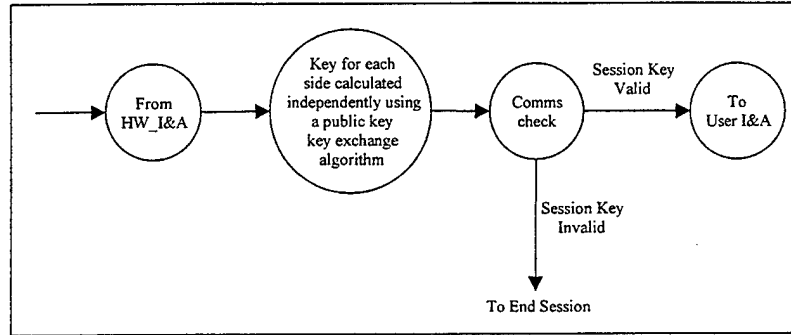 From
HW_I&A
Key for each
side calculated
independently using
a public key
key exchange
algorithm
Comms
check
Session Key
Valid
To
User I&A
Session Key
Invalid
To End Session